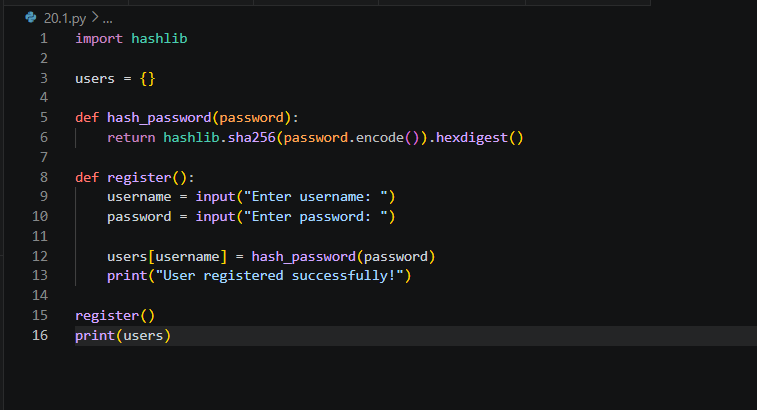 20.1.py > ...
1 import hashlib
2
3 users = {}
4
5 def hash_password(password):
6     return hashlib.sha256(password.encode()).hexdigest()
7
8 def register():
9     username = input("Enter username: ")
10     password = input("Enter password: ")
11
12     users[username] = hash_password(password)
13     print("User registered successfully!")
14
15 register()
16 print(users)